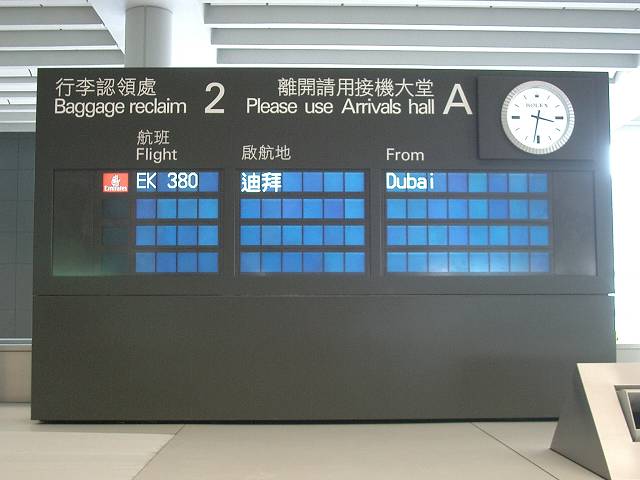 行李認領處 2 離開請用接機大堂 A
Baggage reclaim Please use Arrivals hall
ROLEX
航班 啟航地
Flight From
Emirates EK 380 迪拜 Dubai